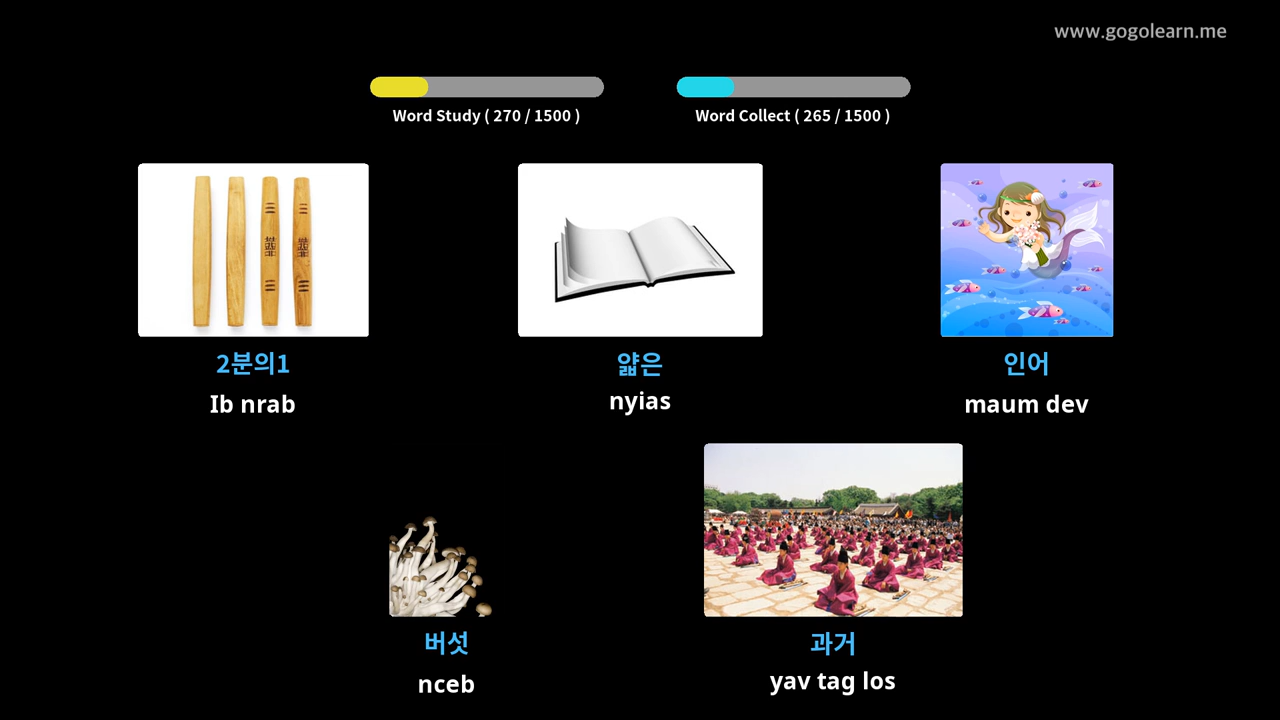 www.gogolearn.me
Word Study ( 270 / 1500 )
Word Collect ( 265 / 1500 )
2분의1
Ib nrab
얇은
nyias
인어
maum dev
버섯
nceb
과거
yav tag los